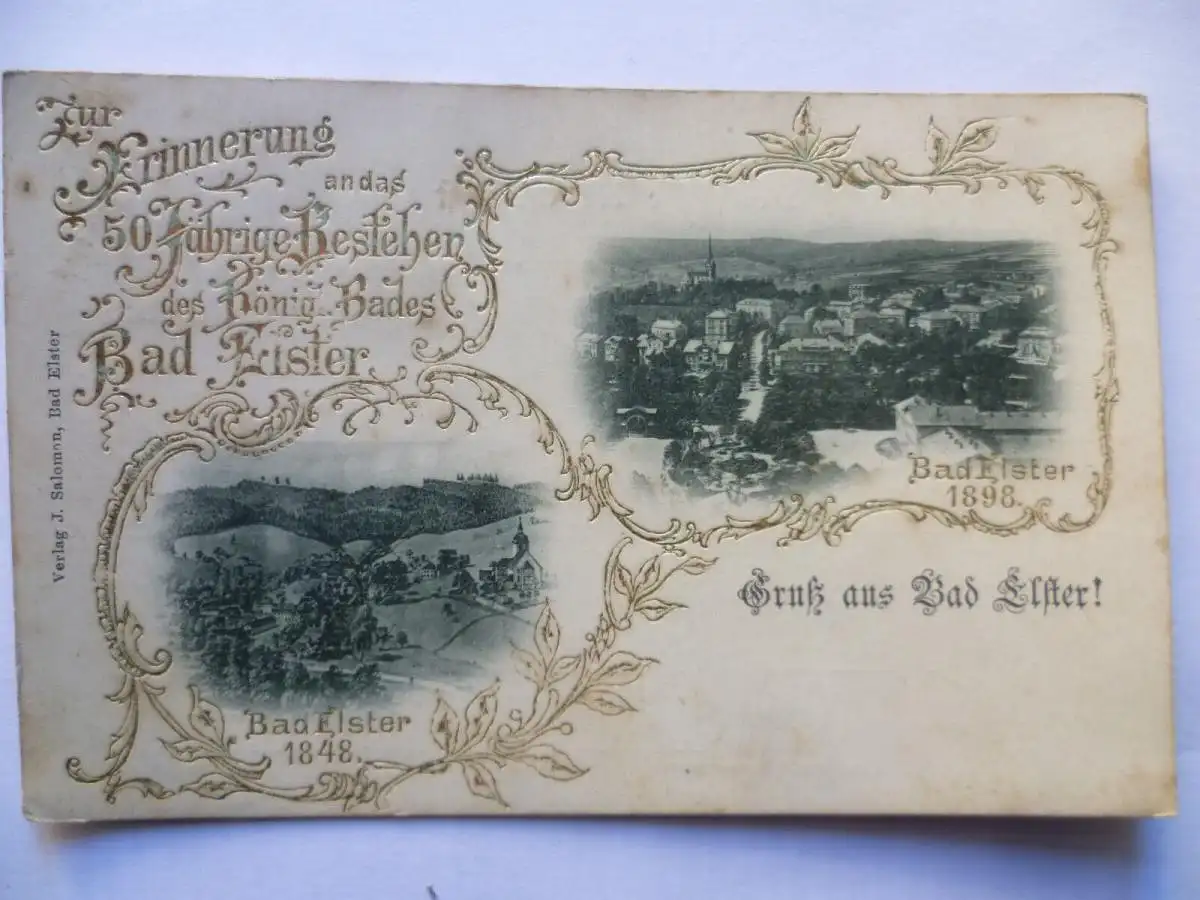 Zur
Erinnerung
an das
50 Jährige Bestehen
des König. Bades
Bad Elster
Verlag J. Salomon, Bad Elster
Bad Elster
1898.
Gruß aus Bad Elster!
Bad Elster
1848.